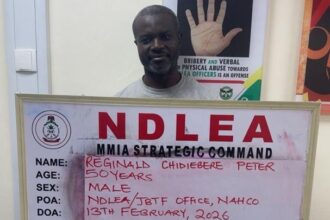 BRIBERY AND VERBAL
PHYSICAL ABUSE TOWARDS
OFFICERS IS AN OFFENSE
NDLEA
MMIA STRATEGIC COMMAND
NAME: REGINALD CHIDIEBERE PETER
AGE: 50YEARS
SEX: MALE
POA: NDLEA/JBTF OFFICE, NAHCO
DOA: 13TH FEBRUARY, 2026